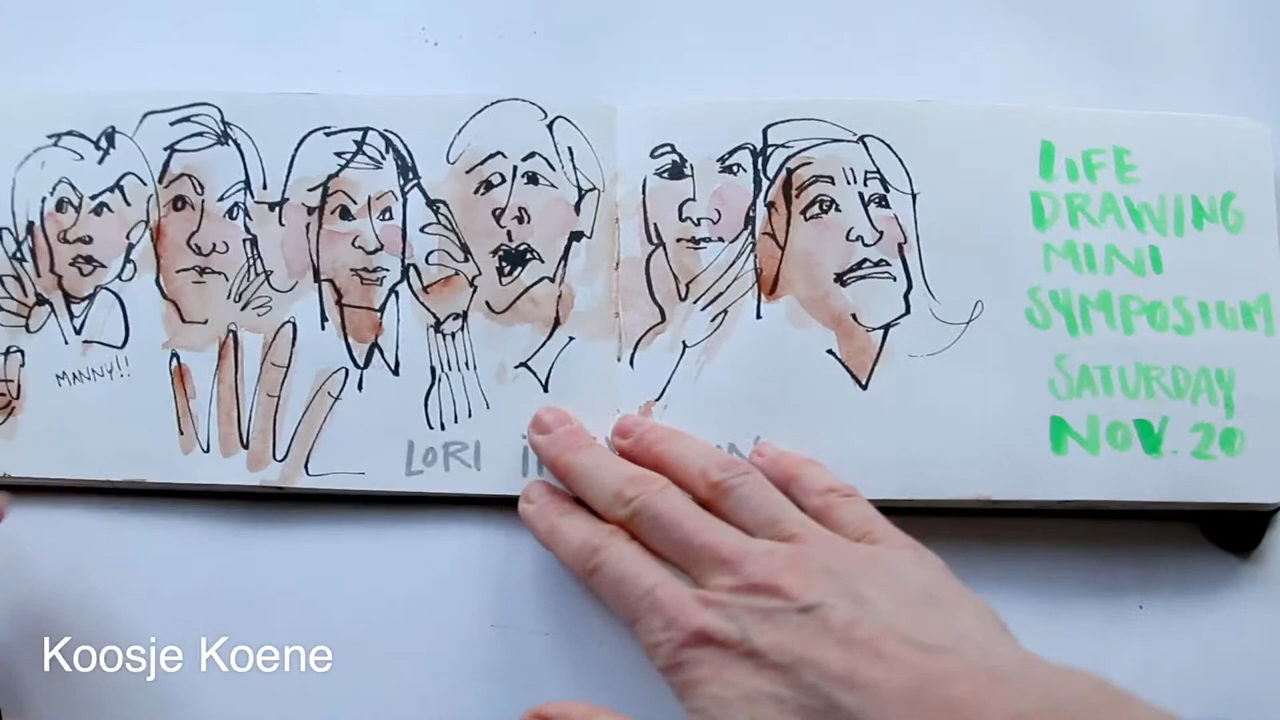 MANNY!!
LORI
LIFE
DRAWING
MINI
SYMPOSIUM
SATURDAY
NOV. 20
Koosje Koene